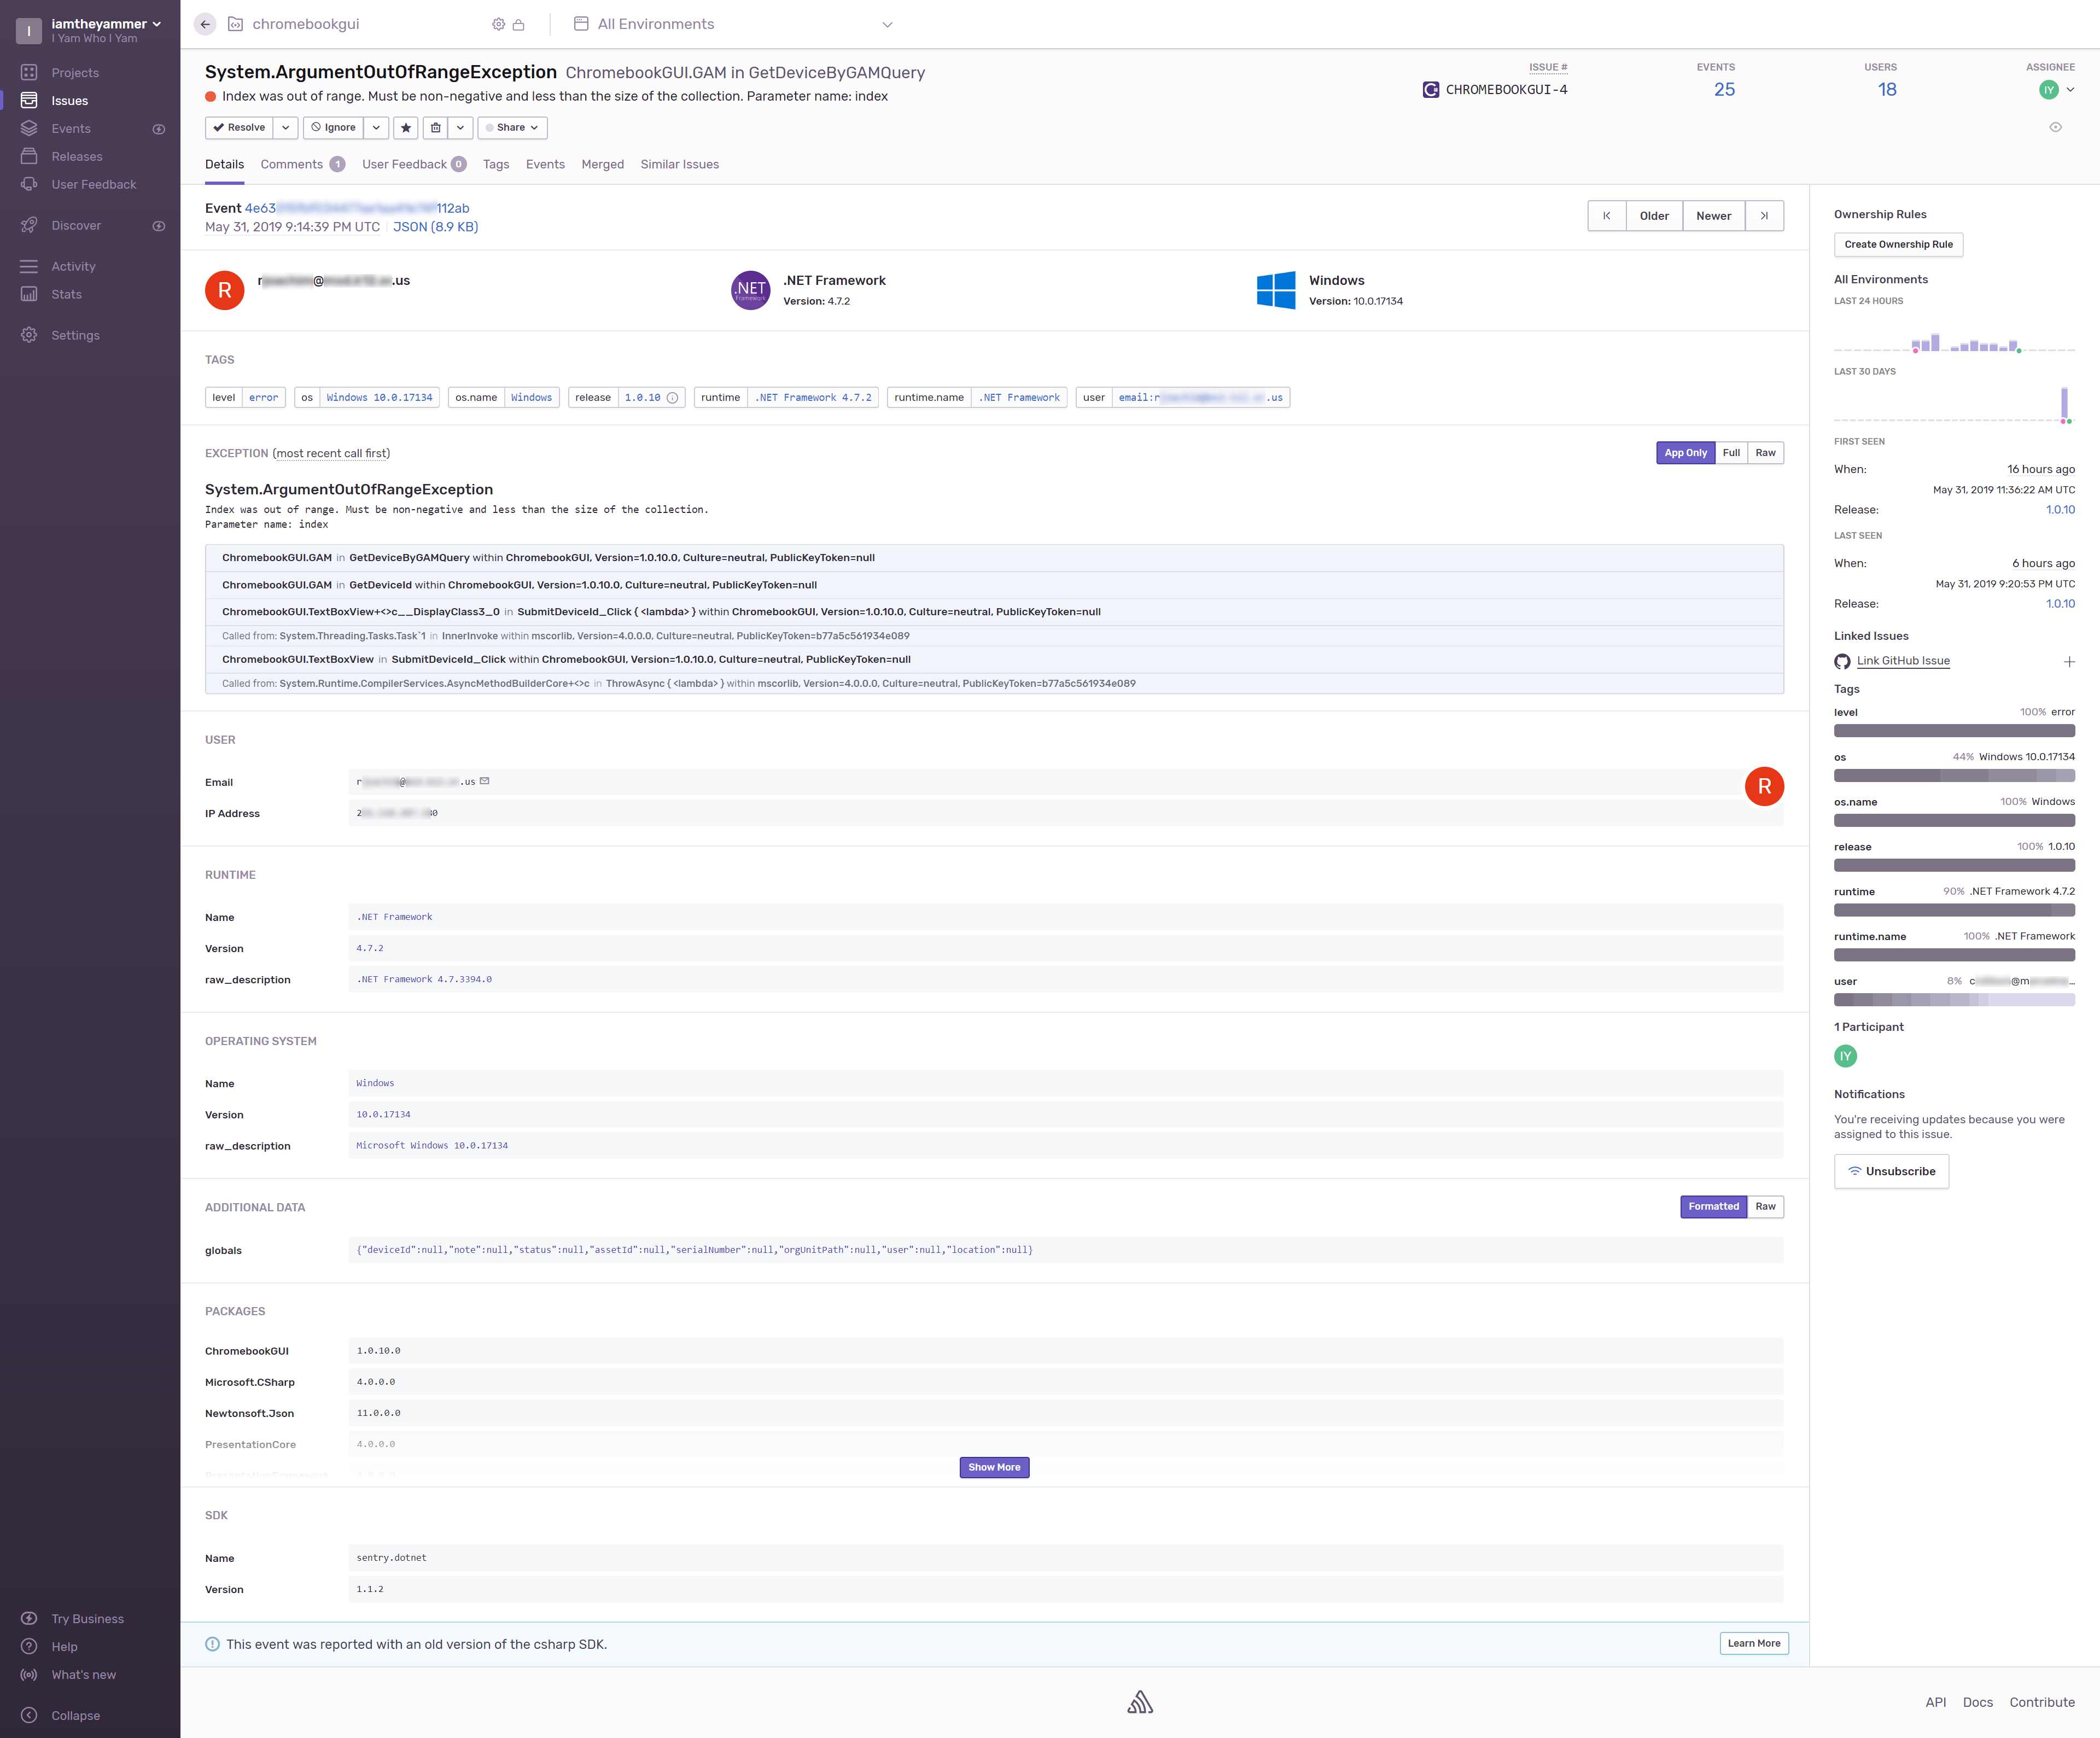 I
iamtheyammer
I Yam Who I Yam
Projects
Issues
Events
Releases
User Feedback
Discover
Activity
Stats
Settings
Try Business
Help
What's new
Collapse
chromebookgui
All Environments
System.ArgumentOutOfRangeException ChromebookGUI.GAM in GetDeviceByGAMQuery
Index was out of range. Must be non-negative and less than the size of the collection. Parameter name: index
ISSUE # EVENTS USERS ASSIGNEE
CHROMEBOOKGUI-4 25 18 IY
Resolve Ignore Share
Details Comments 1 User Feedback 0 Tags Events Merged Similar Issues
Event 4e63 112ab
May 31, 2019 9:14:39 PM UTC JSON (8.9 KB)
Older Newer
R r @ .us
.NET Framework
.NET Framework
Version: 4.7.2
Windows
Version: 10.0.17134
TAGS
level error os Windows 10.0.17134 os.name Windows release 1.0.10 runtime .NET Framework 4.7.2 runtime.name .NET Framework user email:r .us
EXCEPTION (most recent call first) App Only Full Raw
System.ArgumentOutOfRangeException
Index was out of range. Must be non-negative and less than the size of the collection.
Parameter name: index
ChromebookGUI.GAM in GetDeviceByGAMQuery within ChromebookGUI, Version=1.0.10.0, Culture=neutral, PublicKeyToken=null
ChromebookGUI.GAM in GetDeviceId within ChromebookGUI, Version=1.0.10.0, Culture=neutral, PublicKeyToken=null
ChromebookGUI.TextBoxView+<>c__DisplayClass3_0 in SubmitDeviceId_Click { <lambda> } within ChromebookGUI, Version=1.0.10.0, Culture=neutral, PublicKeyToken=null
Called from: System.Threading.Tasks.Task`1 in InnerInvoke within mscorlib, Version=4.0.0.0, Culture=neutral, PublicKeyToken=b77a5c561934e089
ChromebookGUI.TextBoxView in SubmitDeviceId_Click within ChromebookGUI, Version=1.0.10.0, Culture=neutral, PublicKeyToken=null
Called from: System.Runtime.CompilerServices.AsyncMethodBuilderCore+<>c in ThrowAsync { <lambda> } within mscorlib, Version=4.0.0.0, Culture=neutral, PublicKeyToken=b77a5c561934e089
USER
Email r @ .us
R
IP Address 2 80
RUNTIME
Name .NET Framework
Version 4.7.2
raw_description .NET Framework 4.7.3394.0
OPERATING SYSTEM
Name Windows
Version 10.0.17134
raw_description Microsoft Windows 10.0.17134
ADDITIONAL DATA Formatted Raw
globals {"deviceId":null,"note":null,"status":null,"assetId":null,"serialNumber":null,"orgUnitPath":null,"user":null,"location":null}
PACKAGES
ChromebookGUI 1.0.10.0
Microsoft.CSharp 4.0.0.0
Newtonsoft.Json 11.0.0.0
PresentationCore 4.0.0.0
Show More
SDK
Name sentry.dotnet
Version 1.1.2
This event was reported with an old version of the csharp SDK. Learn More
Ownership Rules
Create Ownership Rule
All Environments
LAST 24 HOURS
LAST 30 DAYS
FIRST SEEN
When: 16 hours ago
May 31, 2019 11:36:22 AM UTC
Release: 1.0.10
LAST SEEN
When: 6 hours ago
May 31, 2019 9:20:53 PM UTC
Release: 1.0.10
Linked Issues
Link GitHub Issue
Tags
level 100% error
os 44% Windows 10.0.17134
os.name 100% Windows
release 100% 1.0.10
runtime 90% .NET Framework 4.7.2
runtime.name 100% .NET Framework
user 8% c @m ...
1 Participant
IY
Notifications
You're receiving updates because you were
assigned to this issue.
Unsubscribe
API Docs Contribute